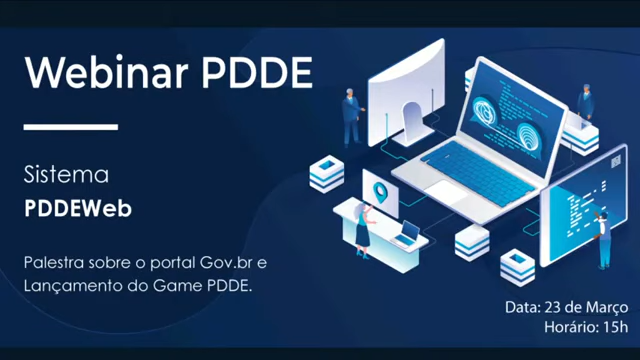 Webinar PDDE
Sistema
PDDEWeb
Palestra sobre o portal Gov.br e
Lançamento do Game PDDE.
Data: 23 de Março
Horário: 15h